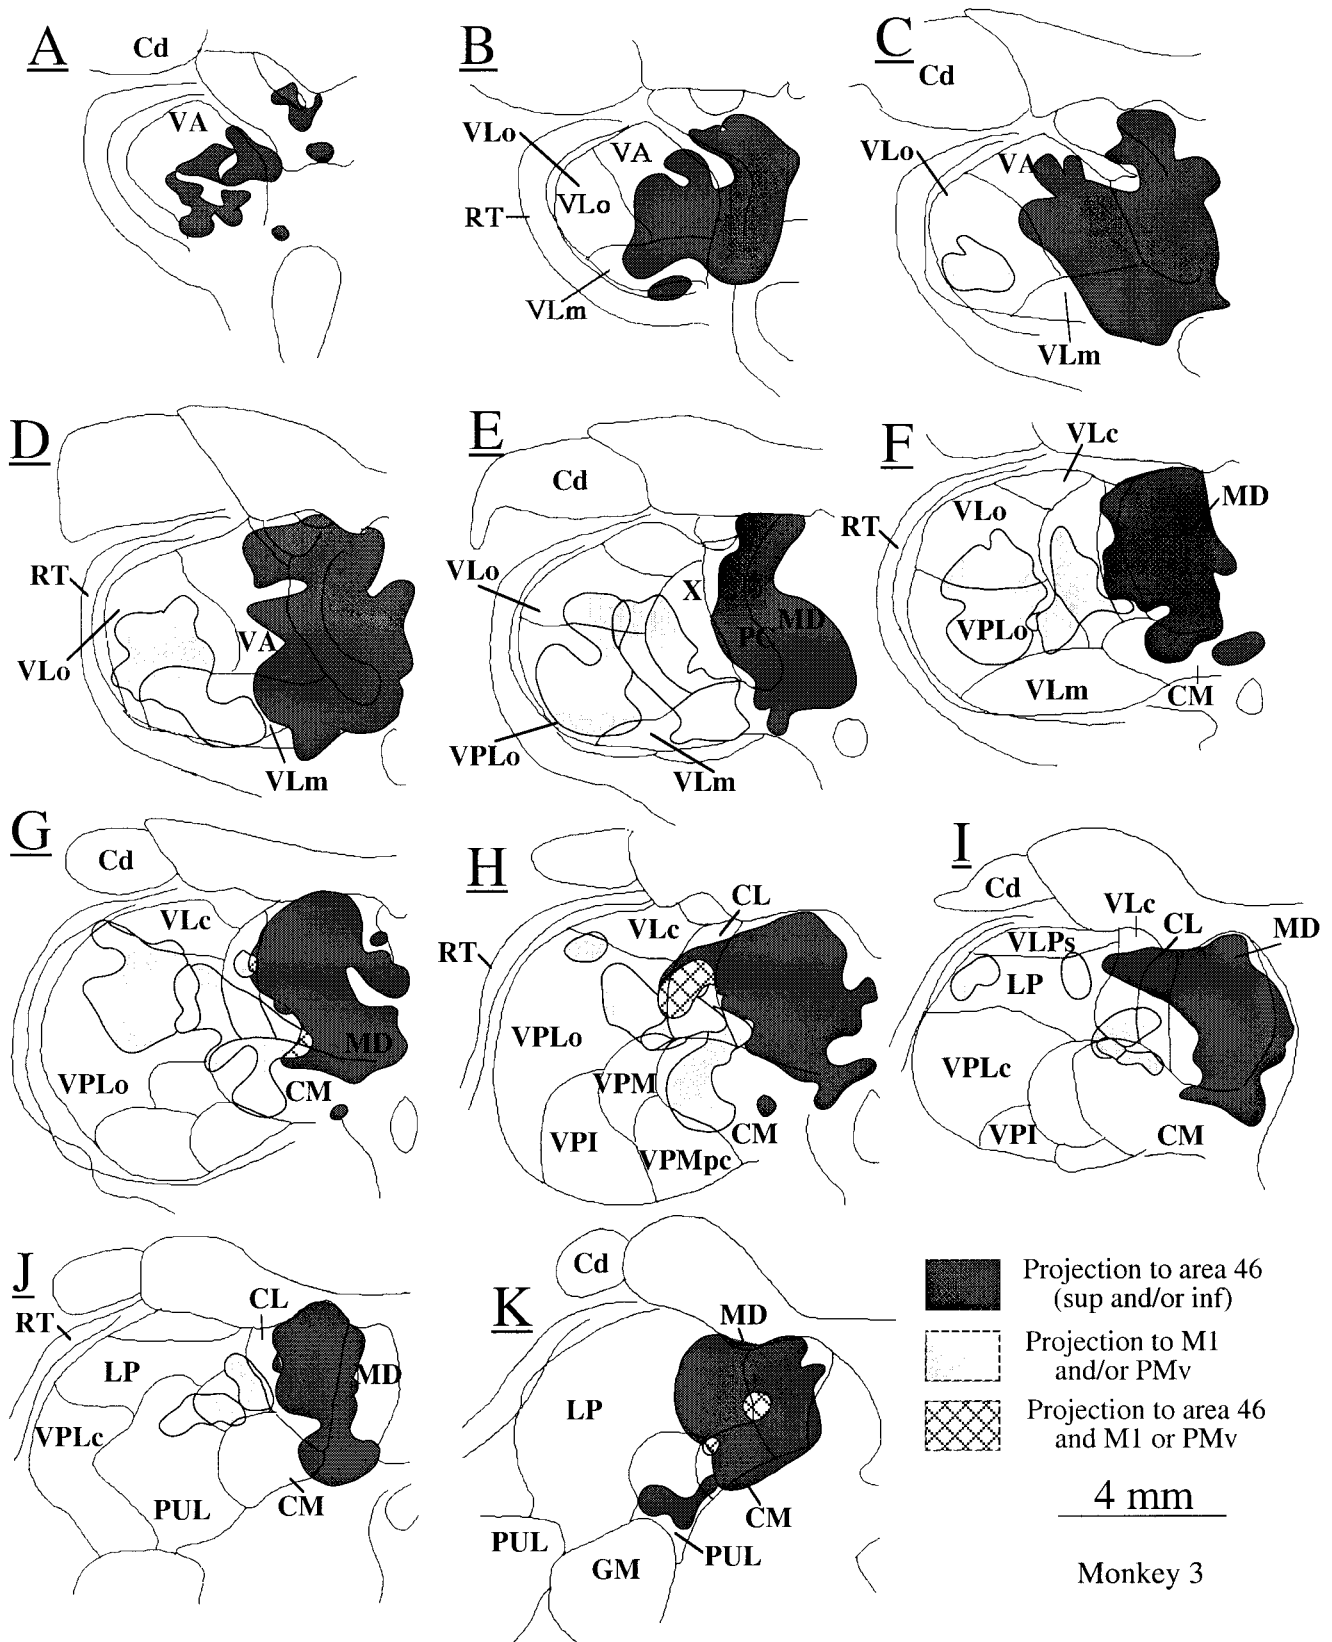 A
Cd
VA
B
VLo
VA
VLo
RT
VLm
C
Cd
VLo
VA
VLm
D
RT
VA
VLo
VLm
E
Cd
VLo
X
MD
PC
VPLo
VLm
F
VLc
MD
VLo
RT
VPLo
VLm
CM
G
Cd
VLc
MD
VPLo
CM
H
CL
VLc
RT
VPLo
VPM
CM
VPI
VPMpc
I
Cd
VLc
CL
MD
VLPs
LP
VPLc
VPI
CM
J
CL
RT
LP
MD
VPLc
CM
PUL
K
Cd
MD
LP
CM
PUL
PUL
GM
Projection to area 46
(sup and/or inf)
Projection to M1
and/or PMv
Projection to area 46
and M1 or PMv
4 mm
Monkey 3